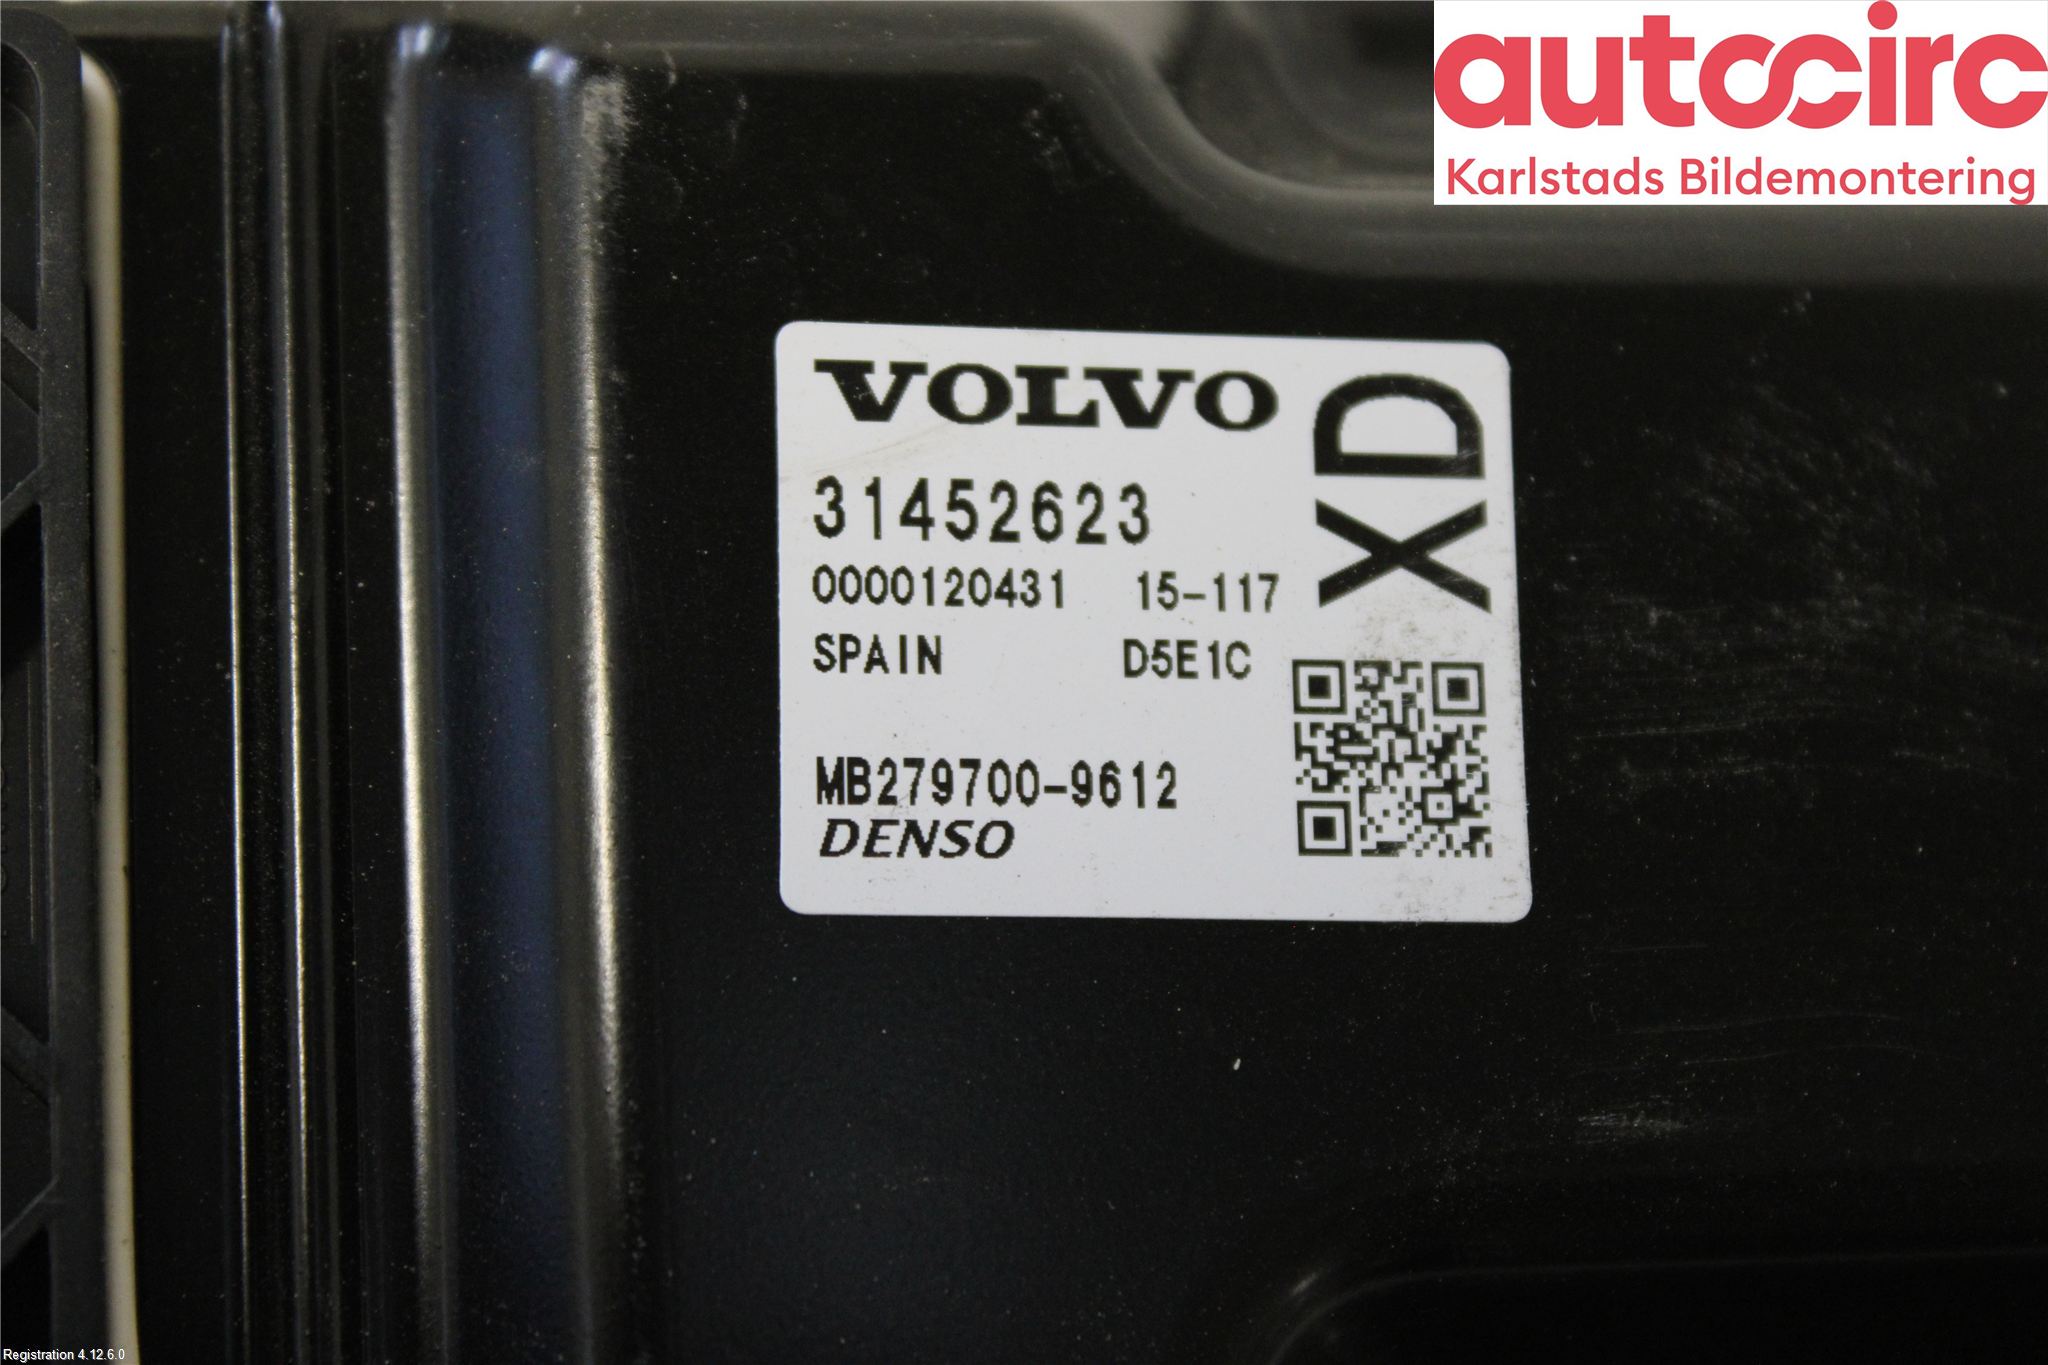 autocirc
Karlstads Bildemontering
VOLVO
XD
31452623
0000120431 15-117
SPAIN D5E1C
MB279700-9612
DENSO
Registration 4.12.6.0